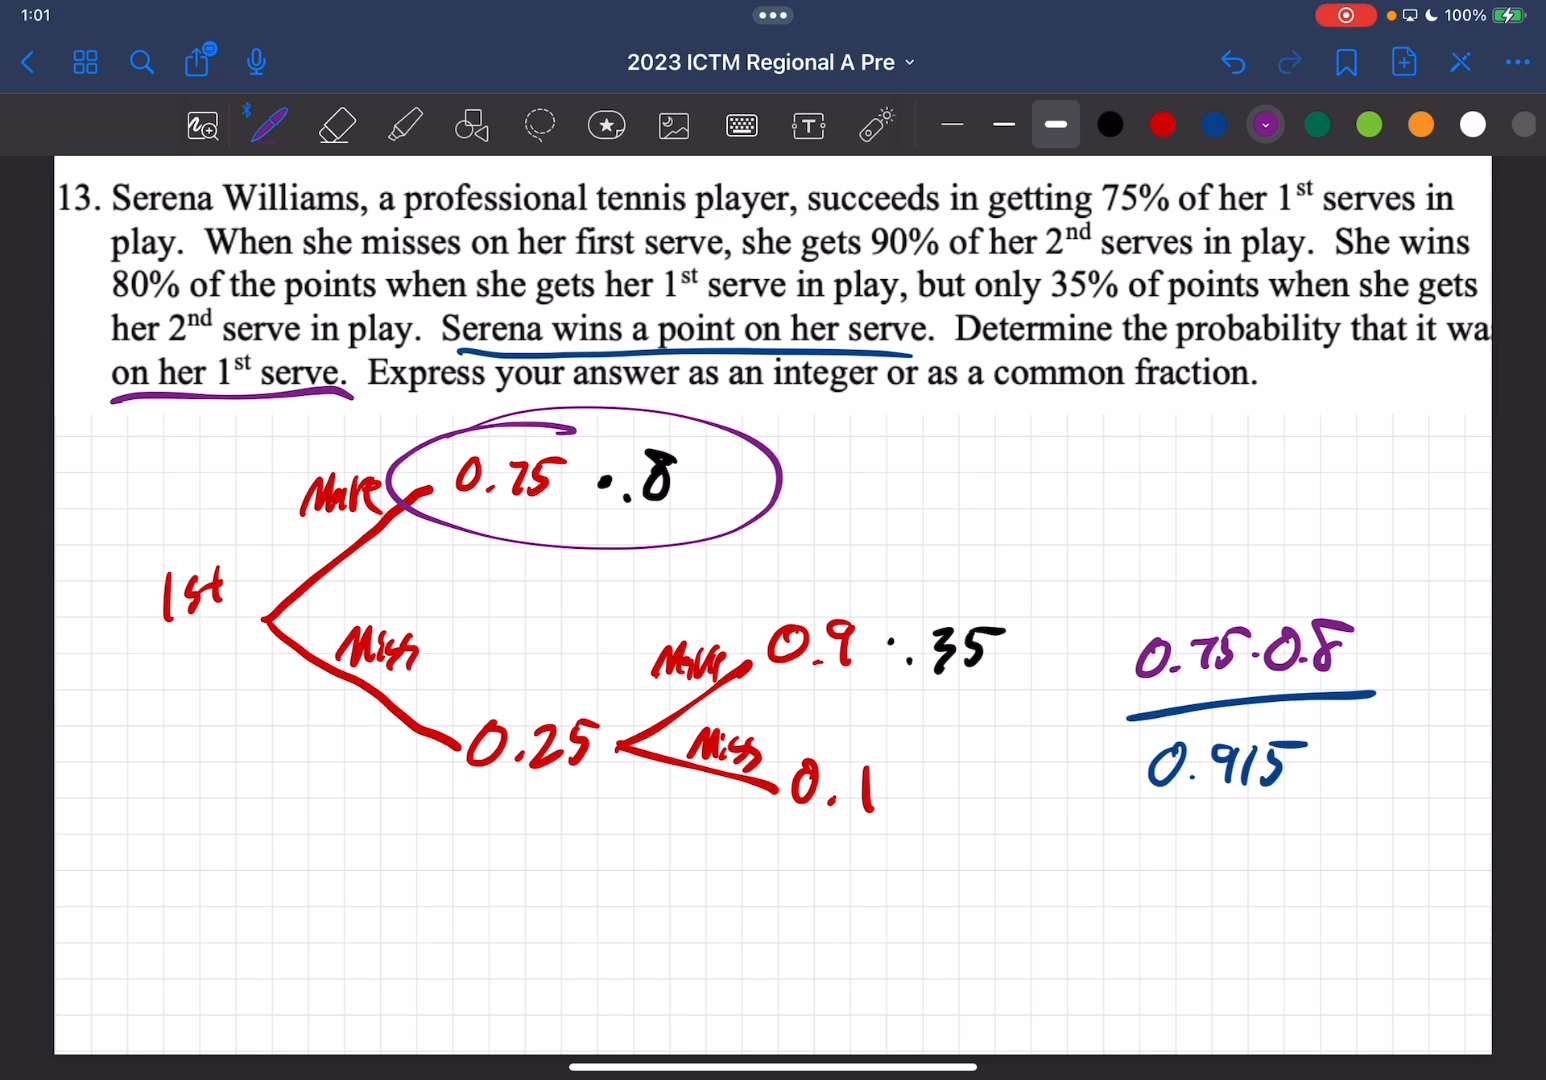 1:01
100%
2023 ICTM Regional A Pre
T
13. Serena Williams, a professional tennis player, succeeds in getting 75% of her 1st serves in
play. When she misses on her first serve, she gets 90% of her 2nd serves in play. She wins
80% of the points when she gets her 1st serve in play, but only 35% of points when she gets
her 2nd serve in play. Serena wins a point on her serve. Determine the probability that it wa
on her 1st serve. Express your answer as an integer or as a common fraction.
Make 0.75 · .8
1st
Miss
Make 0.9 · .35
0.75 · 0.8
0.25
Miss
0.1
0.915